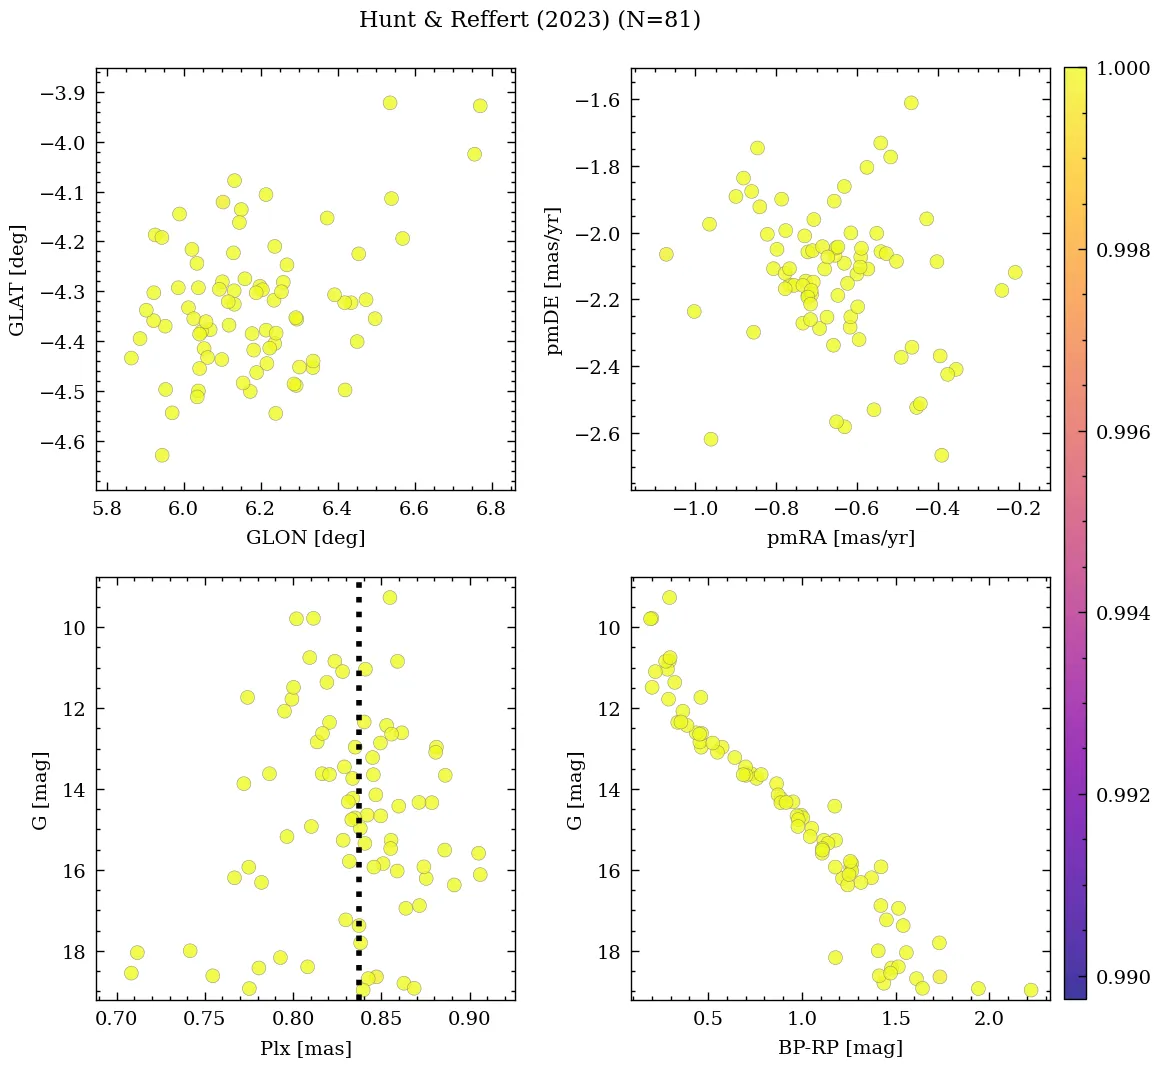 Hunt & Reffert (2023) (N=81)
−3.9
−4.0
−4.1
−4.2
−4.3
−4.4
−4.5
−4.6
GLAT [deg]
5.8 6.0 6.2 6.4 6.6 6.8
GLON [deg]
−1.6
−1.8
−2.0
−2.2
−2.4
−2.6
pmDE [mas/yr]
−1.0 −0.8 −0.6 −0.4 −0.2
pmRA [mas/yr]
10
12
14
16
18
G [mag]
0.70 0.75 0.80 0.85 0.90
Plx [mas]
10
12
14
16
18
G [mag]
0.5 1.0 1.5 2.0
BP-RP [mag]
1.000
0.998
0.996
0.994
0.992
0.990